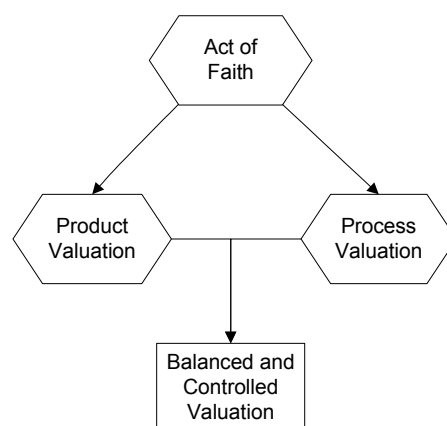 Act of
Faith
Product
Valuation
Process
Valuation
Balanced and
Controlled
Valuation